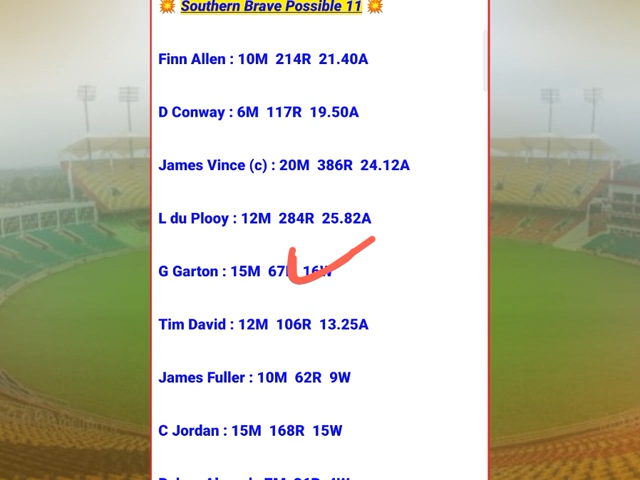 💥 Southern Brave Possible 11 💥
Finn Allen : 10M 214R 21.40A
D Conway : 6M 117R 19.50A
James Vince (c) : 20M 386R 24.12A
L du Plooy : 12M 284R 25.82A
G Garton : 15M 67R 16W
Tim David : 12M 106R 13.25A
James Fuller : 10M 62R 9W
C Jordan : 15M 168R 15W